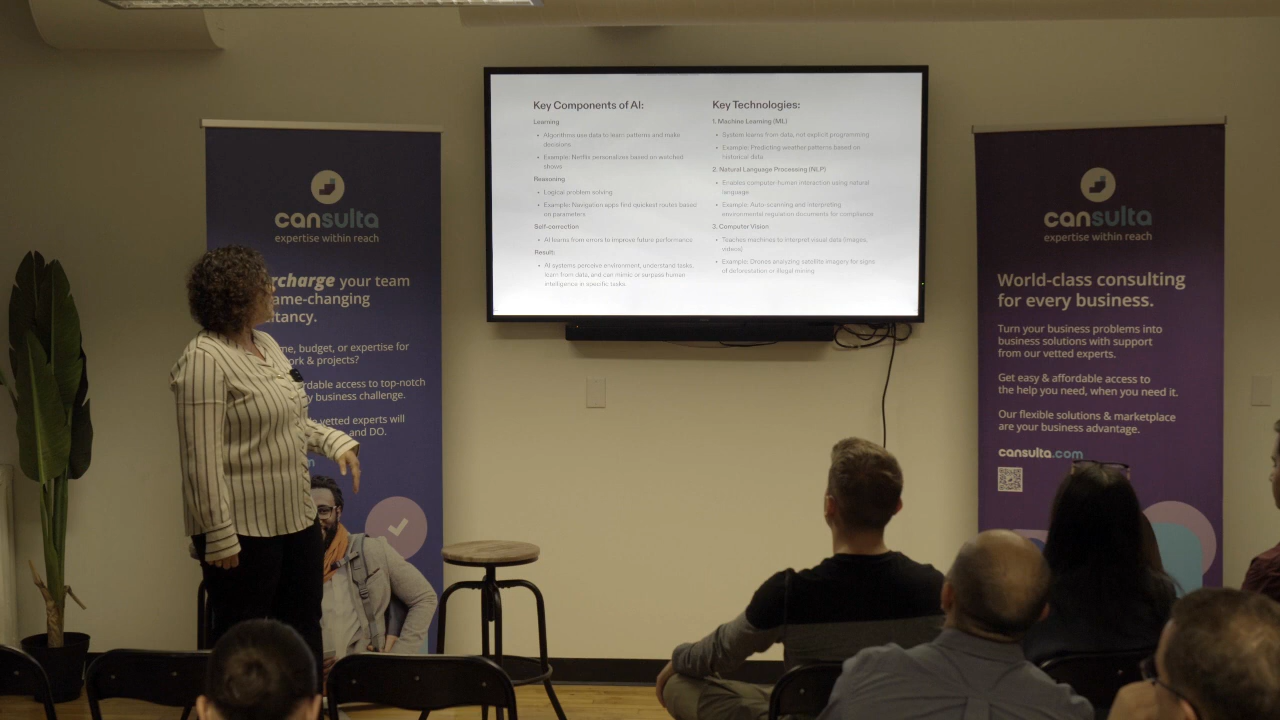 cansulta
expertise within reach
rcharge your team
ame-changing
tancy.
me, budget, or expertise for
ork & projects?
rdable access to top-notch
y business challenge.
vetted experts will
and DO.
Key Components of AI:
Learning
• Algorithms use data to learn patterns and make
decisions
• Example: Netflix personalizes based on watched
shows
Reasoning
• Logical problem solving
• Example: Navigation apps find quickest routes based
on parameters
Self-correction
• AI learns from errors to improve future performance
Result:
• AI systems perceive environment, understand tasks,
learn from data, and can mimic or surpass human
intelligence in specific tasks.
Key Technologies:
1. Machine Learning (ML)
• System learns from data, not explicit programming
• Example: Predicting weather patterns based on
historical data
2. Natural Language Processing (NLP)
• Enables computer-human interaction using natural
language
• Example: Auto-scanning and interpreting
environmental regulation documents for compliance
3. Computer Vision
• Teaches machines to interpret visual data (images,
videos)
• Example: Drones analyzing satellite imagery for signs
of deforestation or illegal mining
cansulta
expertise within reach
World-class consulting
for every business.
Turn your business problems into
business solutions with support
from our vetted experts.
Get easy & affordable access to
the help you need, when you need it.
Our flexible solutions & marketplace
are your business advantage.
cansulta.com